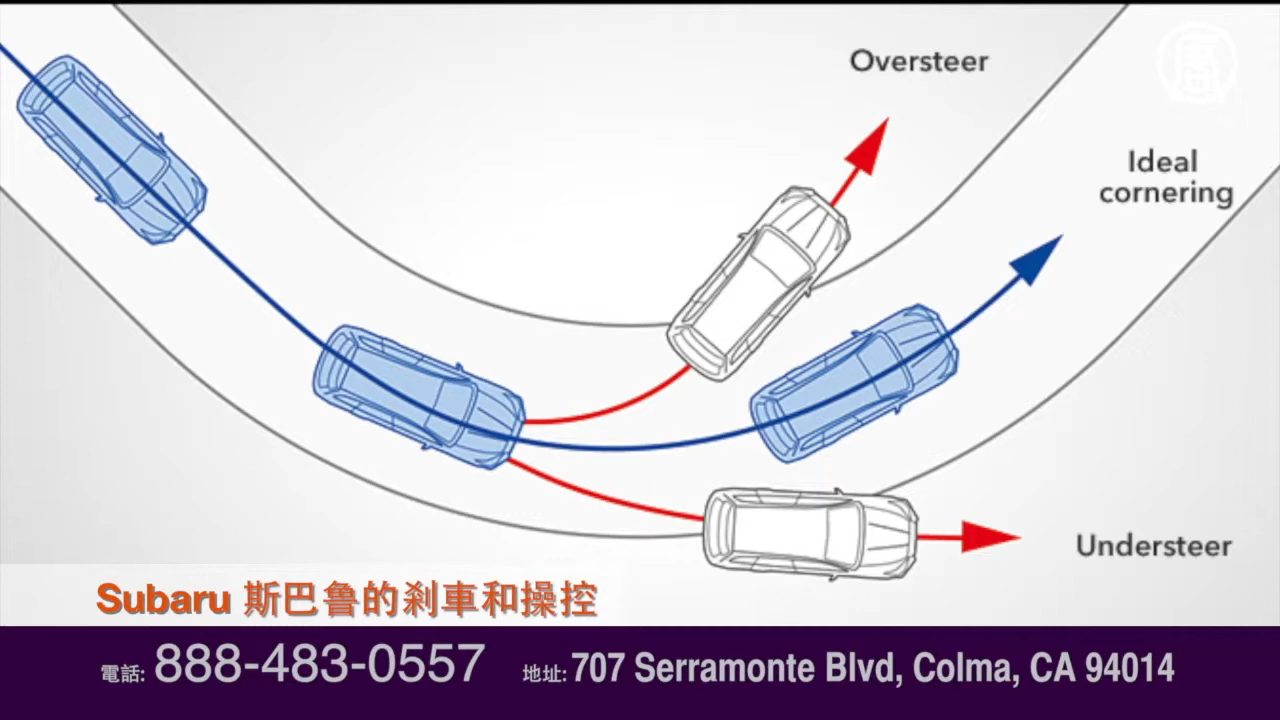 Oversteer
Ideal
cornering
Understeer
Subaru 斯巴魯的剎車和操控
電話: 888-483-0557 地址: 707 Serramonte Blvd, Colma, CA 94014